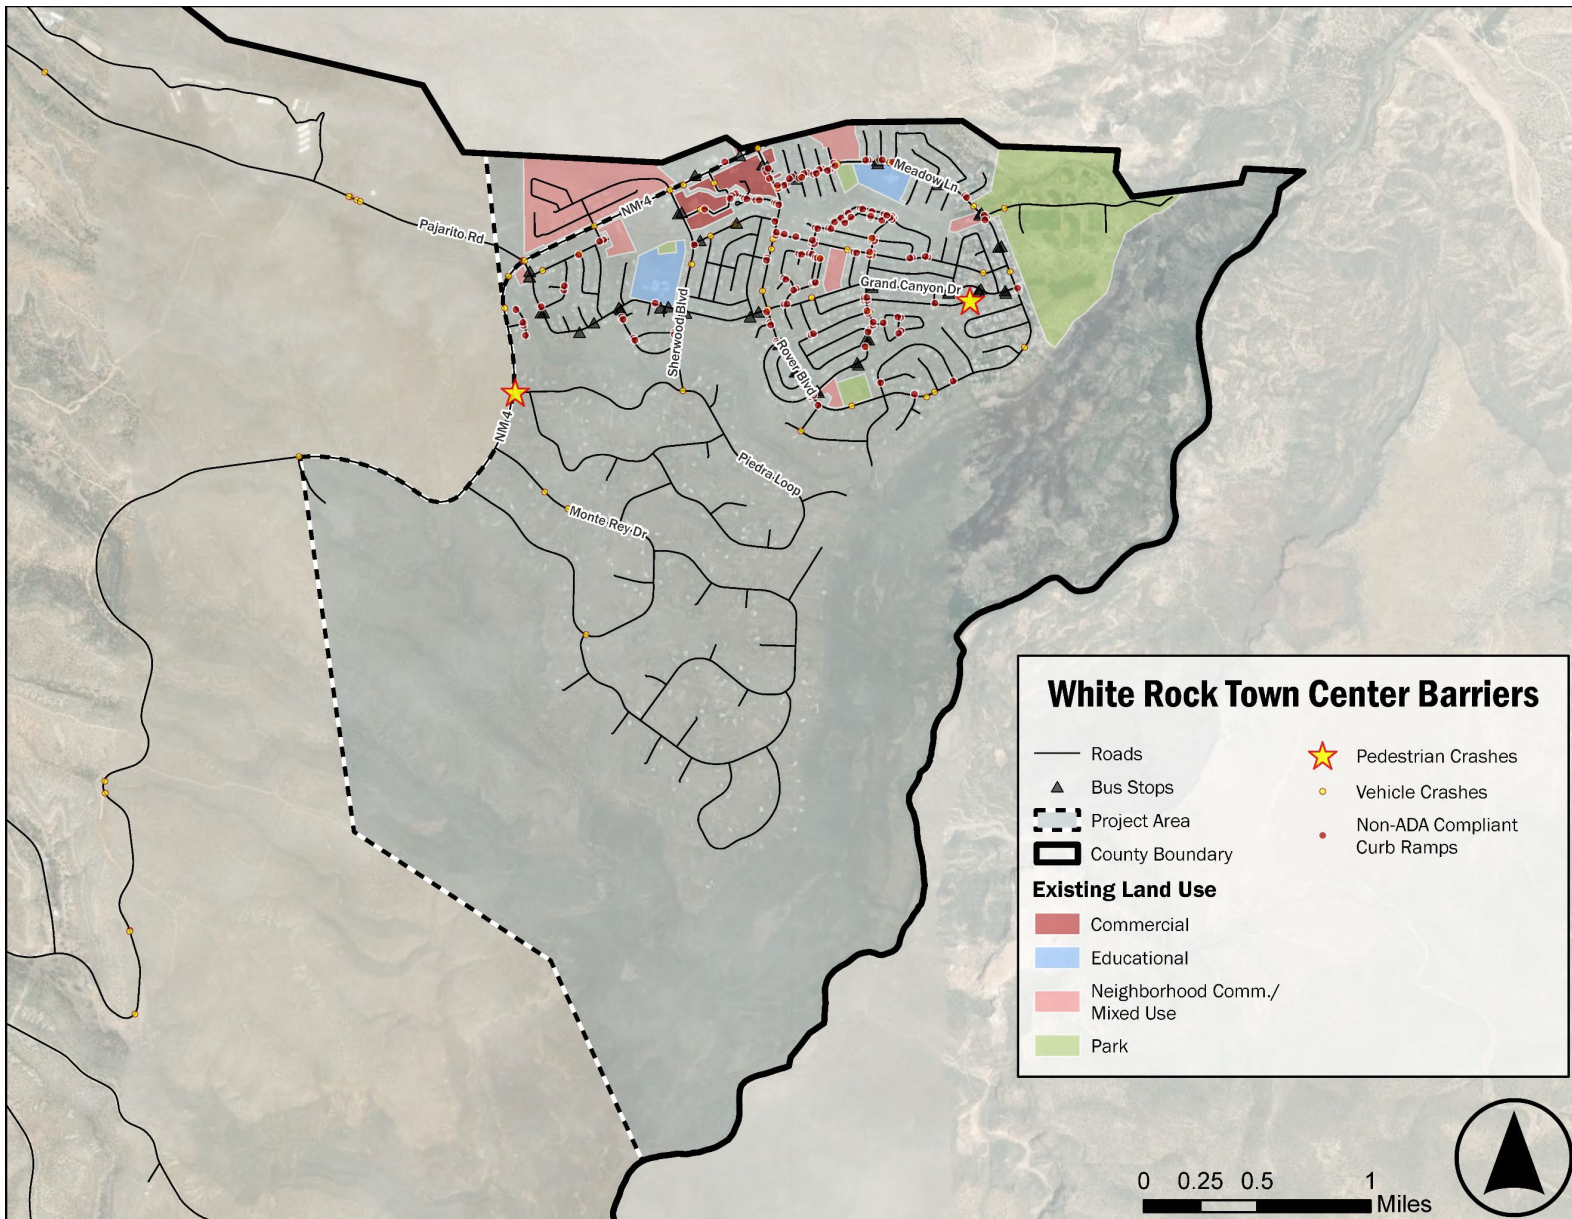 Meadow Ln
NM 4
Pajarito Rd
Grand Canyon Dr
Sherwood Blvd
Rover Blvd
NM 4
Piedra Loop
Monte Rey Dr
White Rock Town Center Barriers
Roads
Bus Stops
Project Area
County Boundary
Pedestrian Crashes
Vehicle Crashes
Non-ADA Compliant
Curb Ramps
Existing Land Use
Commercial
Educational
Neighborhood Comm./
Mixed Use
Park
0 0.25 0.5 1
Miles